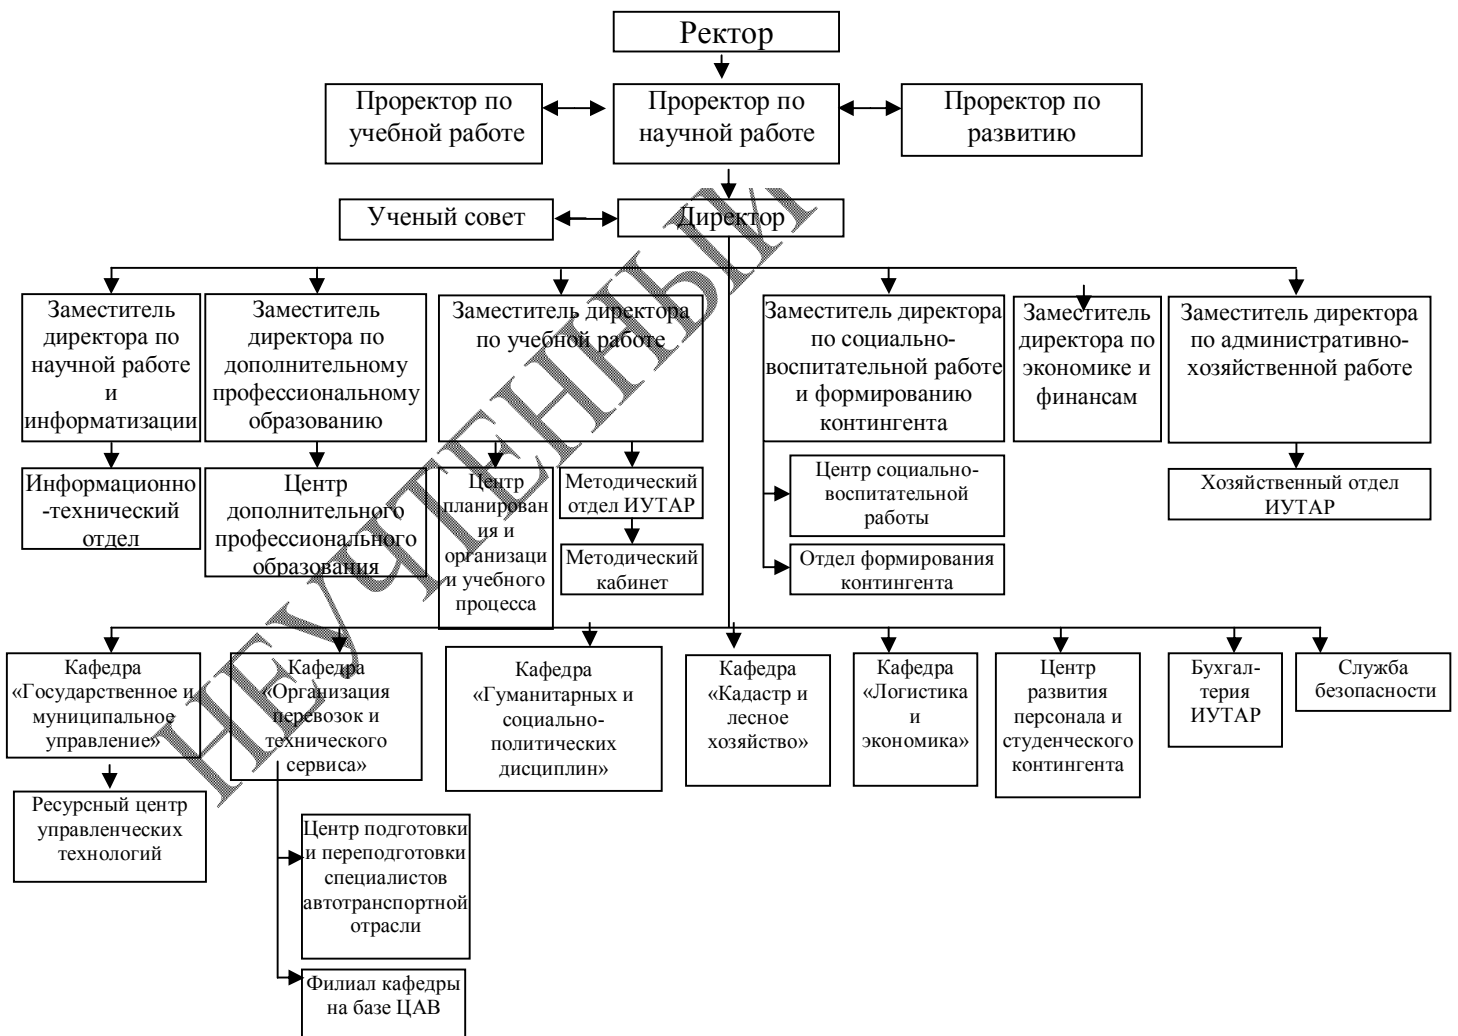 Ректор
Проректор по
учебной работе
Проректор по
научной работе
Проректор по
развитию
Ученый совет
Директор
Заместитель
директора по
научной работе
и
информатизации
Заместитель
директора по
дополнительному
профессиональному
образованию
Заместитель директора
по учебной работе
Заместитель директора
по социально-
воспитательной работе
и формированию
контингента
Заместитель
директора по
экономике и
финансам
Заместитель директора
по административно-
хозяйственной работе
Информационно
-технический
отдел
Центр
дополнительного
профессионального
образования
Центр
планирован
ия и
организаци
и учебного
процесса
Методический
отдел ИУТАР
Методический
кабинет
Центр социально-
воспитательной
работы
Отдел формирования
контингента
Хозяйственный отдел
ИУТАР
Кафедра
«Государственное и
муниципальное
управление»
Кафедра
«Организация
перевозок и
технического
сервиса»
Кафедра
«Гуманитарных и
социально-
политических
дисциплин»
Кафедра
«Кадастр и
лесное
хозяйство»
Кафедра
«Логистика
и
экономика»
Центр
развития
персонала и
студенческого
контингента
Бухгал-
терия
ИУТАР
Служба
безопасности
Ресурсный центр
управленческих
технологий
Центр подготовки
и переподготовки
специалистов
автотранспортной
отрасли
Филиал кафедры
на базе ЦАВ
НЕУЧТЕННЫЙ